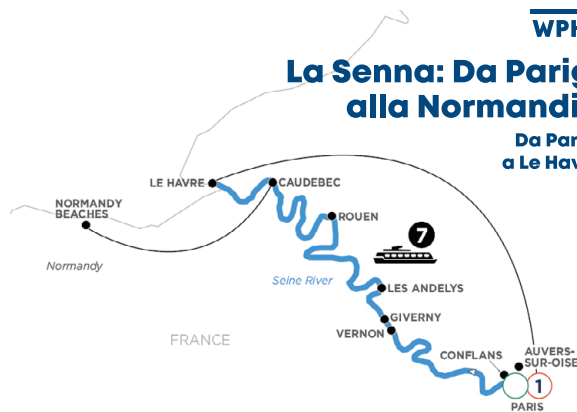 WPH
La Senna: Da Parig
alla Normandi
Da Par
a Le Hav
LE HAVRE
CAUDEBEC
NORMANDY
BEACHES
ROUEN
7
Normandy
Seine River
LES ANDELYS
GIVERNY
VERNON
FRANCE
CONFLANS
AUVERS-
SUR-OISE
1
PARIS